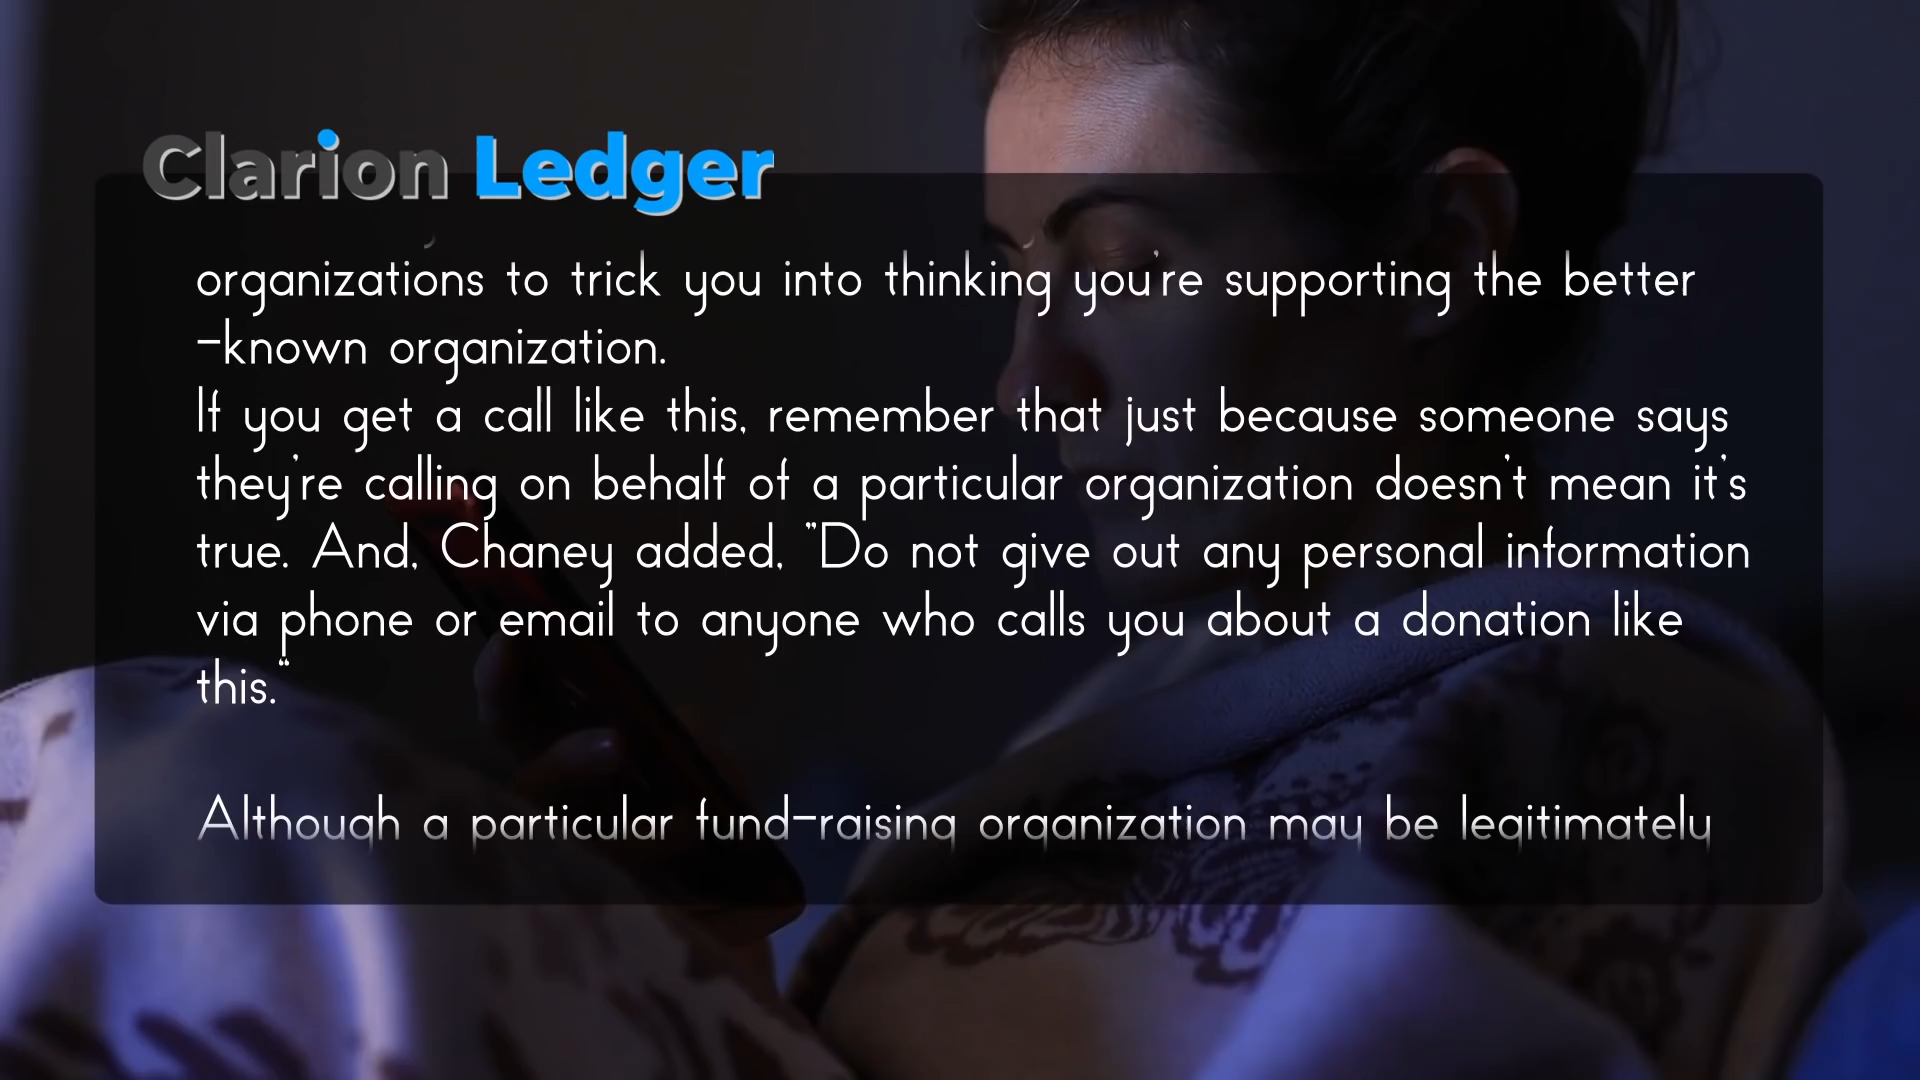 Clarion Ledger
organizations to trick you into thinking you're supporting the better
-known organization.
If you get a call like this, remember that just because someone says
they're calling on behalf of a particular organization doesn't mean it's
true. And, Chaney added, "Do not give out any personal information
via phone or email to anyone who calls you about a donation like
this."
Although a particular fund-raising organization may be legitimately